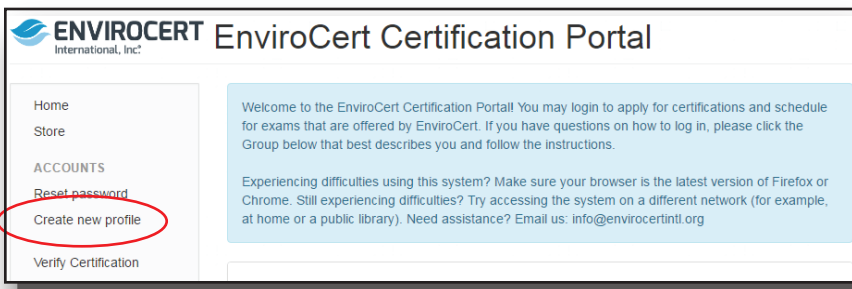 ENVIROCERT
International, Inc.
EnviroCert Certification Portal
Home
Store
ACCOUNTS
Reset password
Create new profile
Verify Certification
Welcome to the EnviroCert Certification Portal! You may login to apply for certifications and schedule
for exams that are offered by EnviroCert. If you have questions on how to log in, please click the
Group below that best describes you and follow the instructions.
Experiencing difficulties using this system? Make sure your browser is the latest version of Firefox or
Chrome. Still experiencing difficulties? Try accessing the system on a different network (for example,
at home or a public library). Need assistance? Email us: info@envirocertintl.org